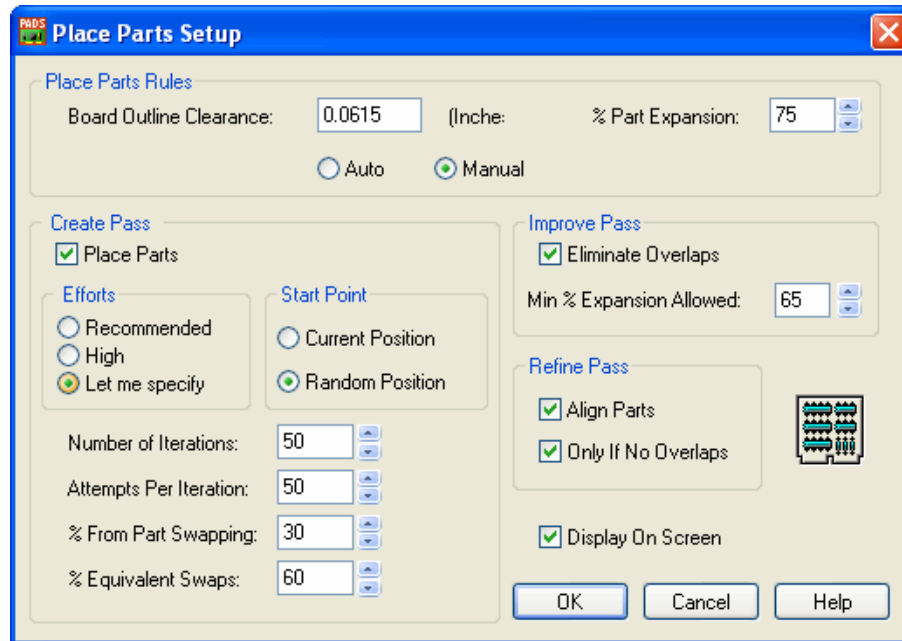 PADS
Place Parts Setup
Place Parts Rules
Board Outline Clearance: 0.0615 (Inche: % Part Expansion: 75
Auto Manual
Create Pass
Place Parts
Efforts
Recommended
High
Let me specify
Start Point
Current Position
Random Position
Number of Iterations: 50
Attempts Per Iteration: 50
% From Part Swapping: 30
% Equivalent Swaps: 60
Improve Pass
Eliminate Overlaps
Min % Expansion Allowed: 65
Refine Pass
Align Parts
Only If No Overlaps
Display On Screen
OK Cancel Help